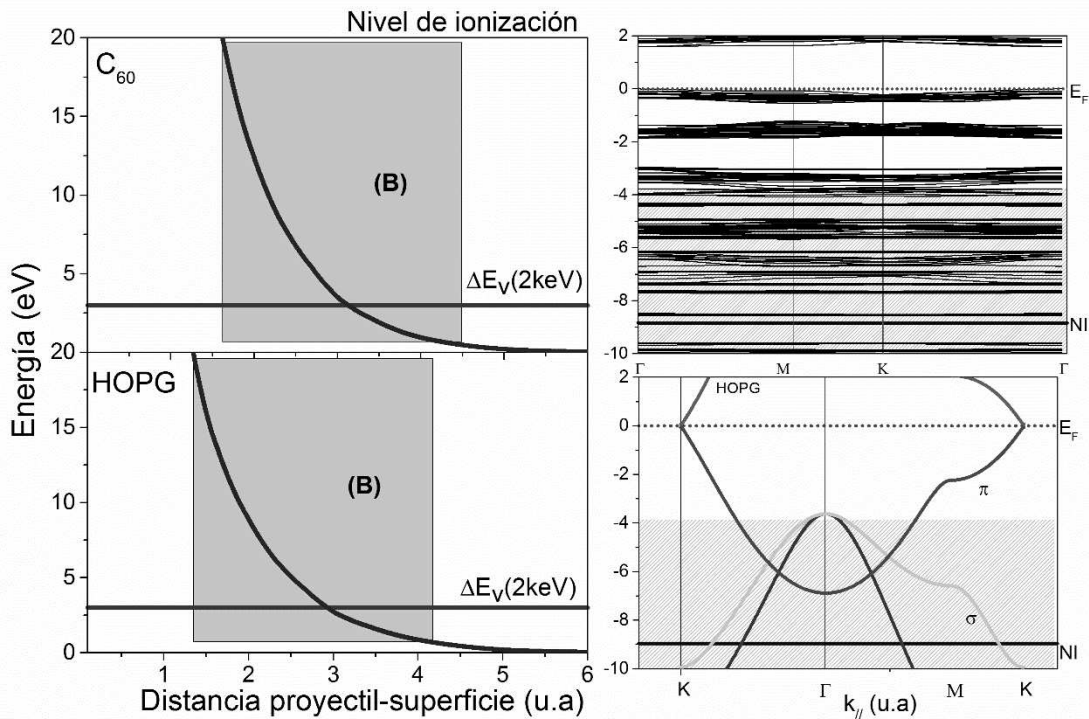 Nivel de ionización
20
C60
15
(B)
10
5
ΔEV(2keV)
Energía (eV)
20
HOPG
15
(B)
10
5
ΔEV(2keV)
0
1 2 3 4 5 6
Distancia proyectil-superficie (u.a)
2
0
EF
-2
-4
-6
-8
NI
-10
Γ M K Γ
2
HOPG
0
EF
-2
π
-4
-6
σ
-8
NI
-10
K Γ M K
k// (u.a)